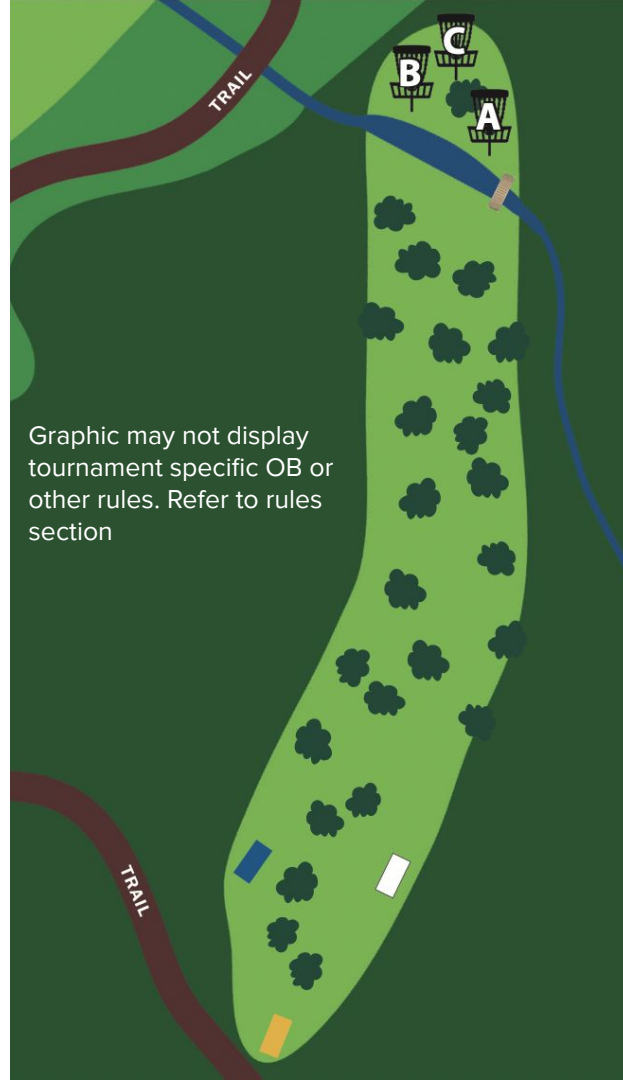 C
B
TRAIL
A
Graphic may not display
tournament specific OB or
other rules. Refer to rules
section
TRAIL